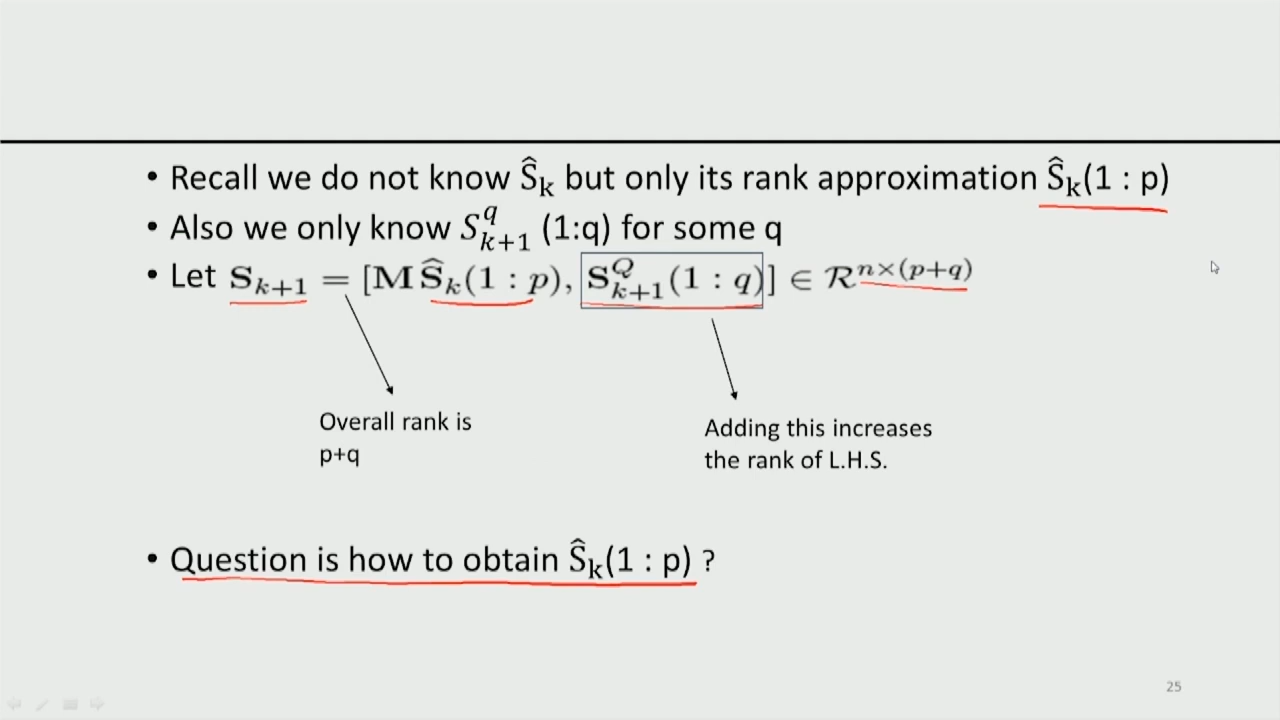 • Recall we do not know Ŝₖ but only its rank approximation Ŝₖ(1 : p)
• Also we only know S^q_{k+1} (1:q) for some q
• Let S_{k+1} = [M Ŝ_k(1 : p), S^Q_{k+1}(1 : q)] ∈ ℛ^{n×(p+q)}
Overall rank is
p+q
Adding this increases
the rank of L.H.S.
• Question is how to obtain Ŝₖ(1 : p) ?
25